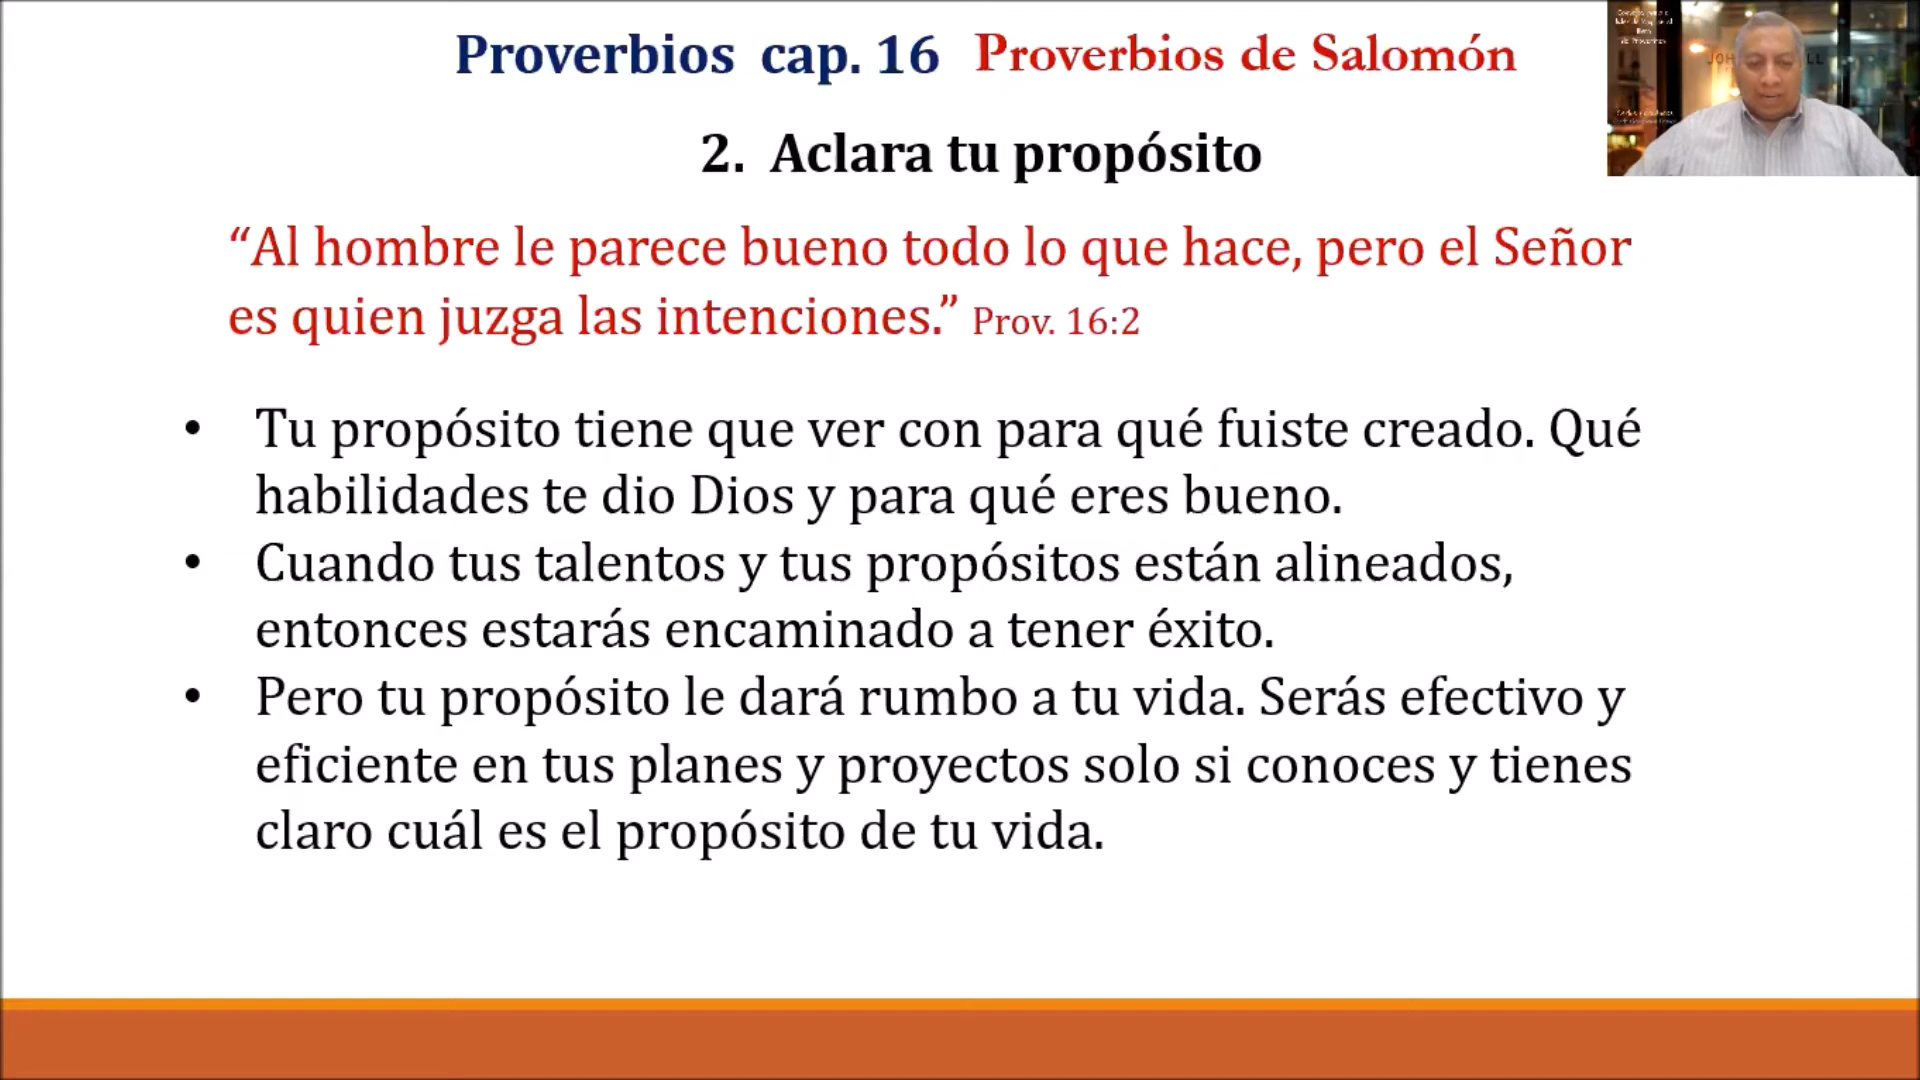 Proverbios cap. 16 Proverbios de Salomón
2. Aclara tu propósito
“Al hombre le parece bueno todo lo que hace, pero el Señor
es quien juzga las intenciones.” Prov. 16:2
• Tu propósito tiene que ver con para qué fuiste creado. Qué
habilidades te dio Dios y para qué eres bueno.
• Cuando tus talentos y tus propósitos están alineados,
entonces estarás encaminado a tener éxito.
• Pero tu propósito le dará rumbo a tu vida. Serás efectivo y
eficiente en tus planes y proyectos solo si conoces y tienes
claro cuál es el propósito de tu vida.